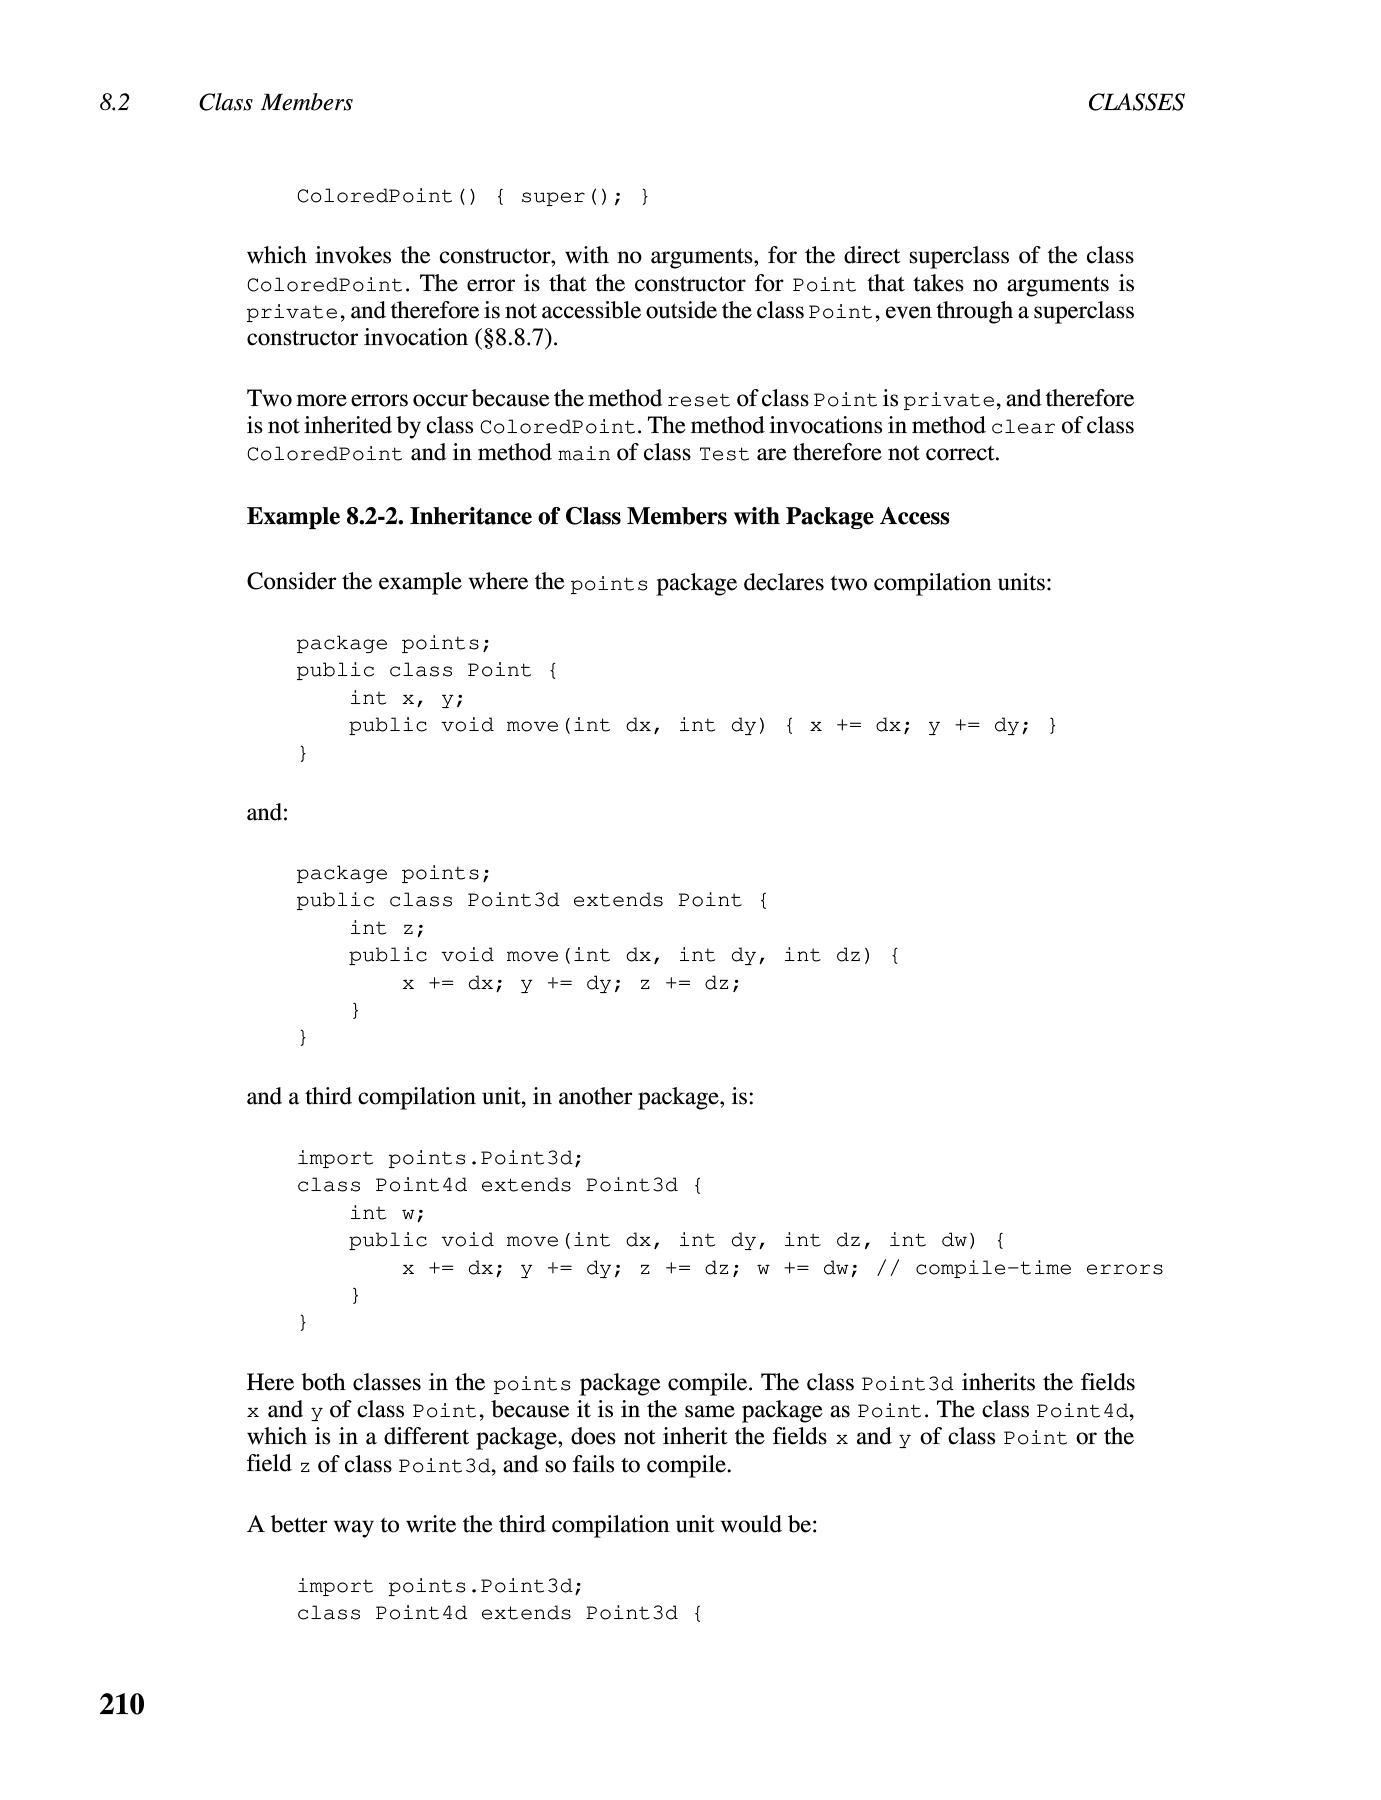 8.2 Class Members CLASSES
ColoredPoint() { super(); }
which invokes the constructor, with no arguments, for the direct superclass of the class
ColoredPoint. The error is that the constructor for Point that takes no arguments is
private, and therefore is not accessible outside the class Point, even through a superclass
constructor invocation (§8.8.7).
Two more errors occur because the method reset of class Point is private, and therefore
is not inherited by class ColoredPoint. The method invocations in method clear of class
ColoredPoint and in method main of class Test are therefore not correct.
Example 8.2-2. Inheritance of Class Members with Package Access
Consider the example where the points package declares two compilation units:
package points;
public class Point {
    int x, y;
    public void move(int dx, int dy) { x += dx; y += dy; }
}
and:
package points;
public class Point3d extends Point {
    int z;
    public void move(int dx, int dy, int dz) {
        x += dx; y += dy; z += dz;
    }
}
and a third compilation unit, in another package, is:
import points.Point3d;
class Point4d extends Point3d {
    int w;
    public void move(int dx, int dy, int dz, int dw) {
        x += dx; y += dy; z += dz; w += dw; // compile-time errors
    }
}
Here both classes in the points package compile. The class Point3d inherits the fields
x and y of class Point, because it is in the same package as Point. The class Point4d,
which is in a different package, does not inherit the fields x and y of class Point or the
field z of class Point3d, and so fails to compile.
A better way to write the third compilation unit would be:
import points.Point3d;
class Point4d extends Point3d {
210